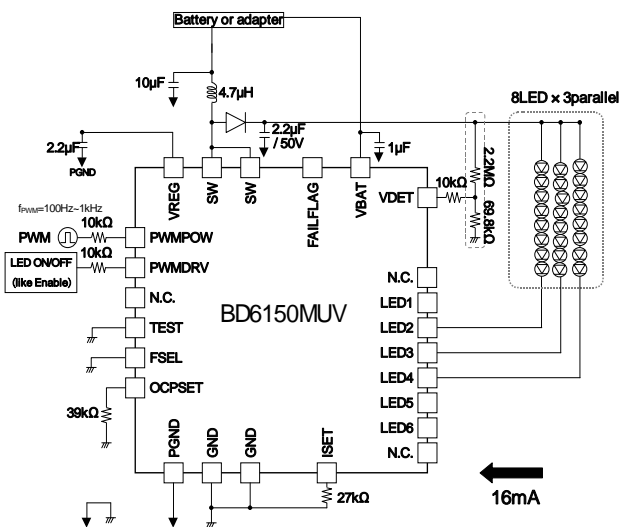 Battery or adapter
10μF
4.7μH
8LED × 3parallel
2.2μF
/ 50V
2.2μF
PGND
1μF
2.2MΩ
69.8kΩ
10kΩ
VREG
SW
SW
FAILFLAG
VBAT
VDET
fPWM=100Hz~1kHz
10kΩ
PWM
PWMPOW
10kΩ
LED ON/OFF
(like Enable)
PWMDRV
N.C.
TEST
FSEL
OCPSET
39kΩ
BD6150MUV
N.C.
LED1
LED2
LED3
LED4
LED5
LED6
N.C.
PGND
GND
GND
ISET
27kΩ
16mA